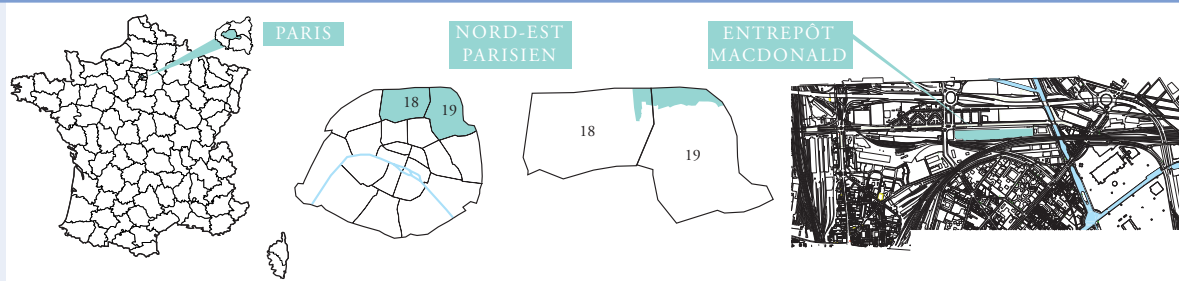 PARIS
NORD-EST
PARISIEN
ENTREPÔT
MACDONALD
18
19
18
19